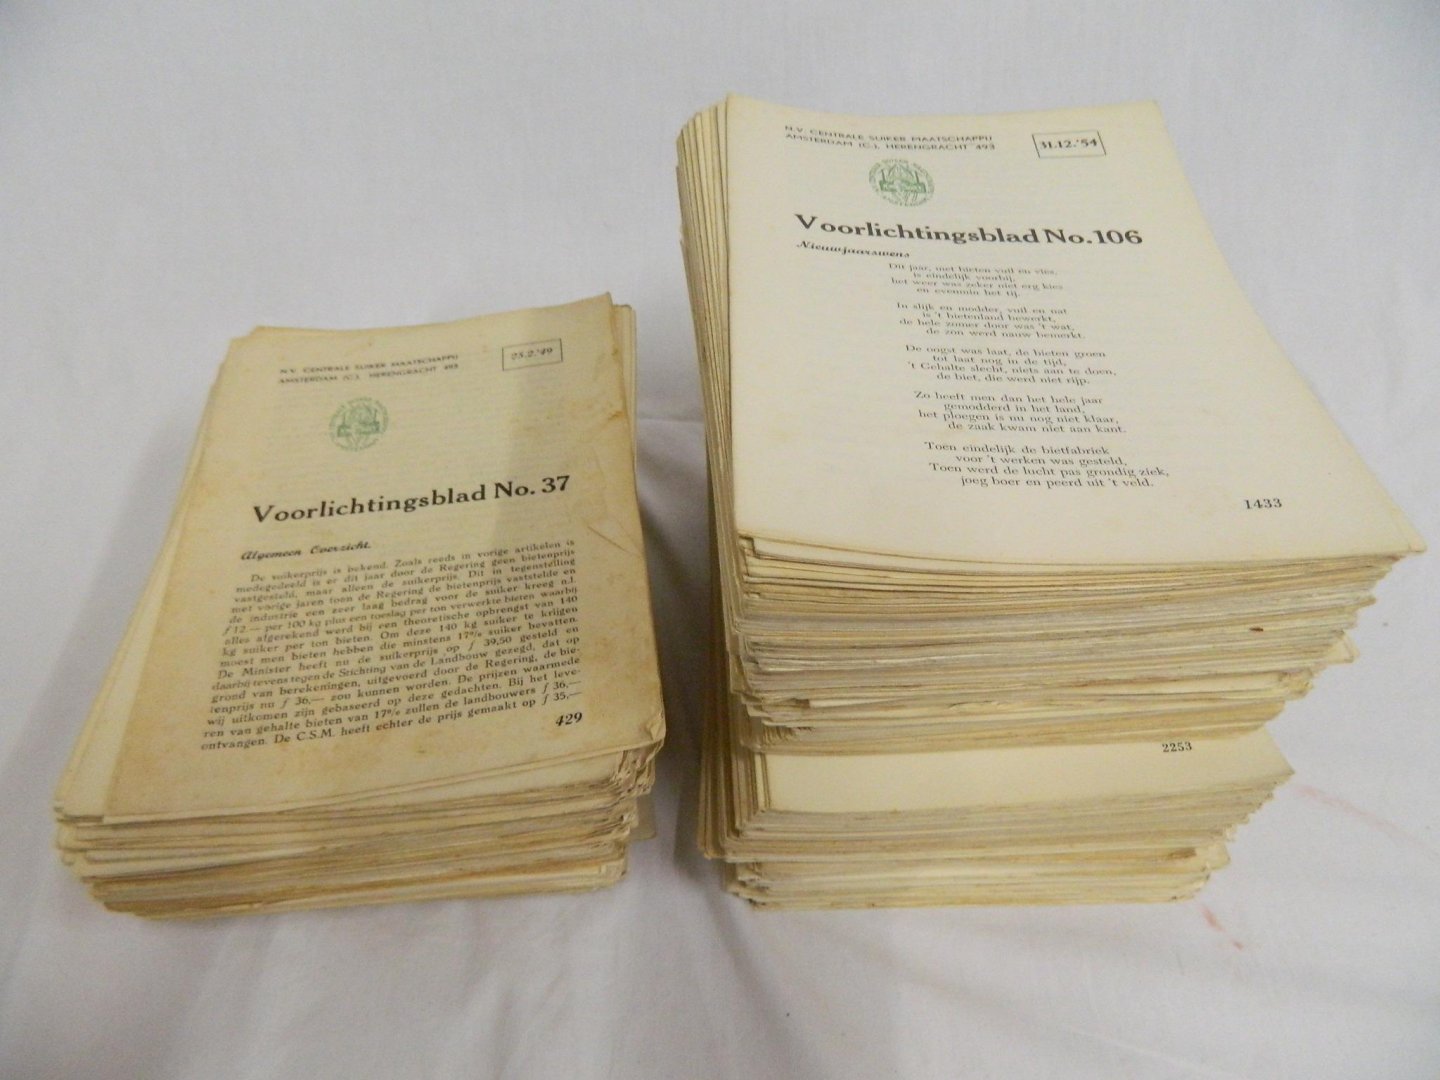 N.V. CENTRALE SUIKER MAATSCHAPPIJ
AMSTERDAM (C.), HERENGRACHT 493
25.2.'49
Voorlichtingsblad No. 37
Algemeen Overzicht.
De suikerprijs is bekend. Zoals reeds in vorige artikelen is
medegedeeld is er dit jaar door de Regering geen bietenprijs
vastgesteld, maar alleen de suikerprijs. Dit in tegenstelling
met vorige jaren toen de Regering de bietenprijs vaststelde en
de industrie een zeer laag bedrag voor de suiker kreeg n.l.
f 12.— per 100 kg plus een toeslag per ton verwerkte bieten waarbij
alles afgerekend werd bij een theoretische opbrengst van 140
kg suiker per ton bieten. Om deze 140 kg suiker te krijgen
moest men bieten hebben die minstens 17% suiker bevatten.
De Minister heeft nu de suikerprijs op f 39,50 gesteld en
daarbij tevens tegen de Stichting van de Landbouw gezegd, dat op
grond van berekeningen, uitgevoerd door de Regering, de bie-
tenprijs nu f 36,— zou kunnen worden. De prijzen waarmede
wij uitkomen zijn gebaseerd op deze gedachten. Bij het leve-
ren van gehalte bieten van 17% zullen de landbouwers f 36,—
ontvangen. De C.S.M. heeft echter de prijs gemaakt op f 35,—
429
N.V. CENTRALE SUIKER MAATSCHAPPIJ
AMSTERDAM (C.), HERENGRACHT 493
31.12.'54
Voorlichtingsblad No. 106
Nieuwjaarswens
Dit jaar, met bieten vuil en vies,
is eindelijk voorbij,
het weer was zeker niet erg kies
en evenmin het tij.
In slijk en modder, vuil en nat
is 't bietenland bewerkt,
de hele zomer door was 't wat,
de zon werd nauw bemerkt.
De oogst was laat, de bieten groen
tot laat nog in de tijd,
't Gehalte slecht, niets aan te doen,
de biet, die werd niet rijp.
Zo heeft men dan het hele jaar
gemodderd in het land,
het ploegen is nu nog niet klaar,
de zaak kwam niet aan kant.
Toen eindelijk de bietfabriek
voor 't werken was gesteld,
Toen werd de lucht pas grondig ziek,
joeg boer en peerd uit 't veld.
1433
2253